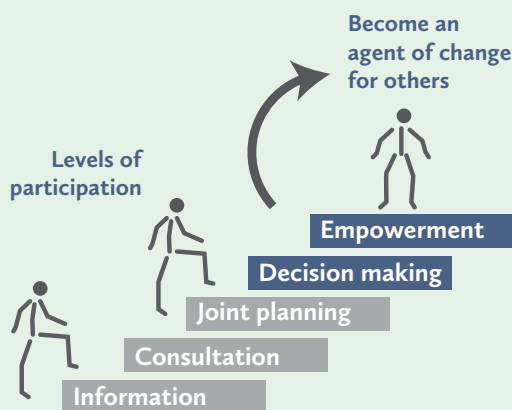 Become an
agent of change
for others
Levels of
participation
Empowerment
Decision making
Joint planning
Consultation
Information